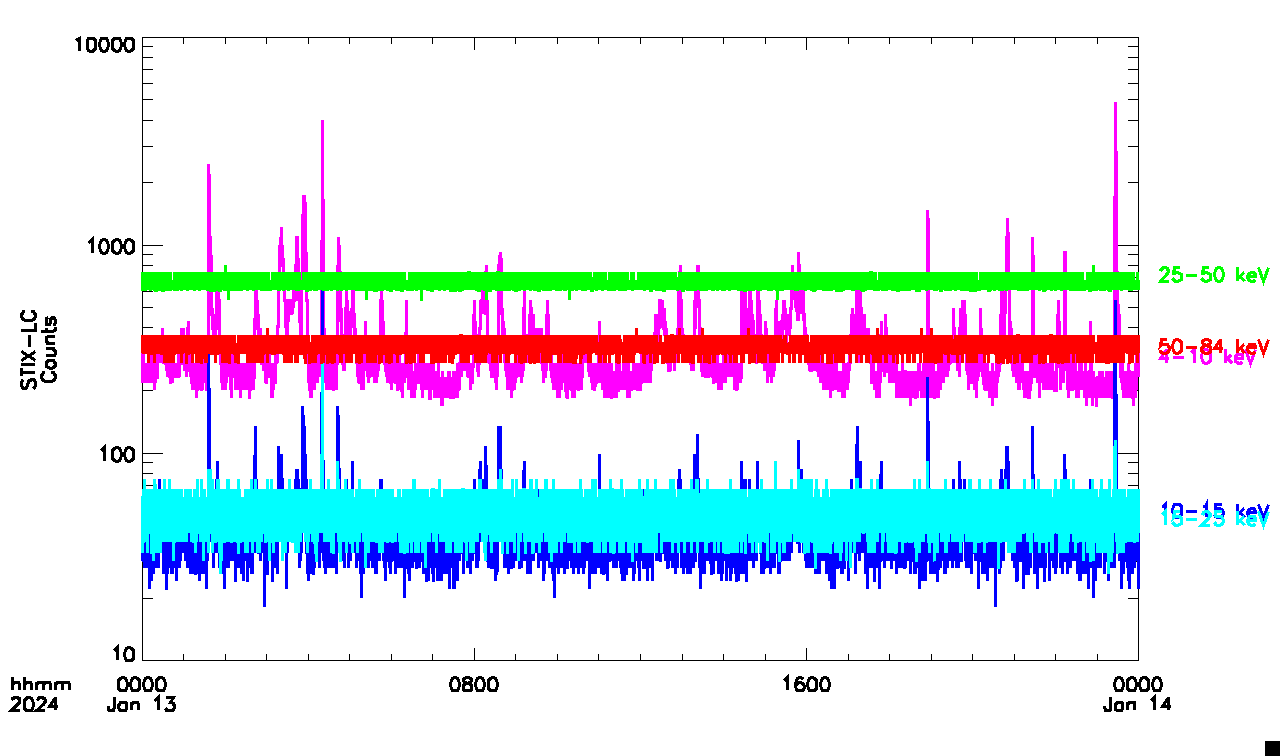 10000
1000
100
10
STIX-LC
Counts
25-50 keV
50-84 keV
4-10 keV
10-15 keV
15-25 keV
hhmm
2024
0000
0800
1600
0000
Jan 13
Jan 14